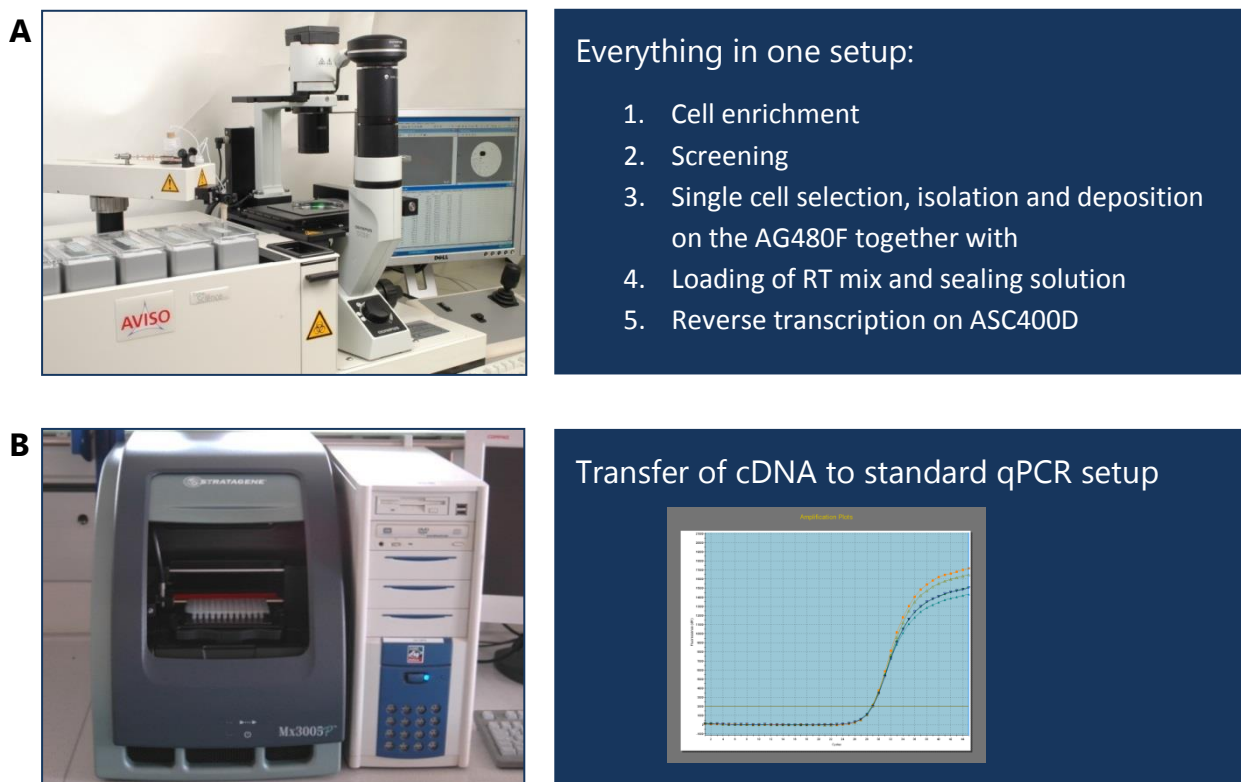 A
AVISO
DELL
Everything in one setup:
1. Cell enrichment
2. Screening
3. Single cell selection, isolation and deposition
on the AG480F together with
4. Loading of RT mix and sealing solution
5. Reverse transcription on ASC400D
B
STRATAGENE
Mx3005P
Transfer of cDNA to standard qPCR setup
Amplification Plots
Cycles